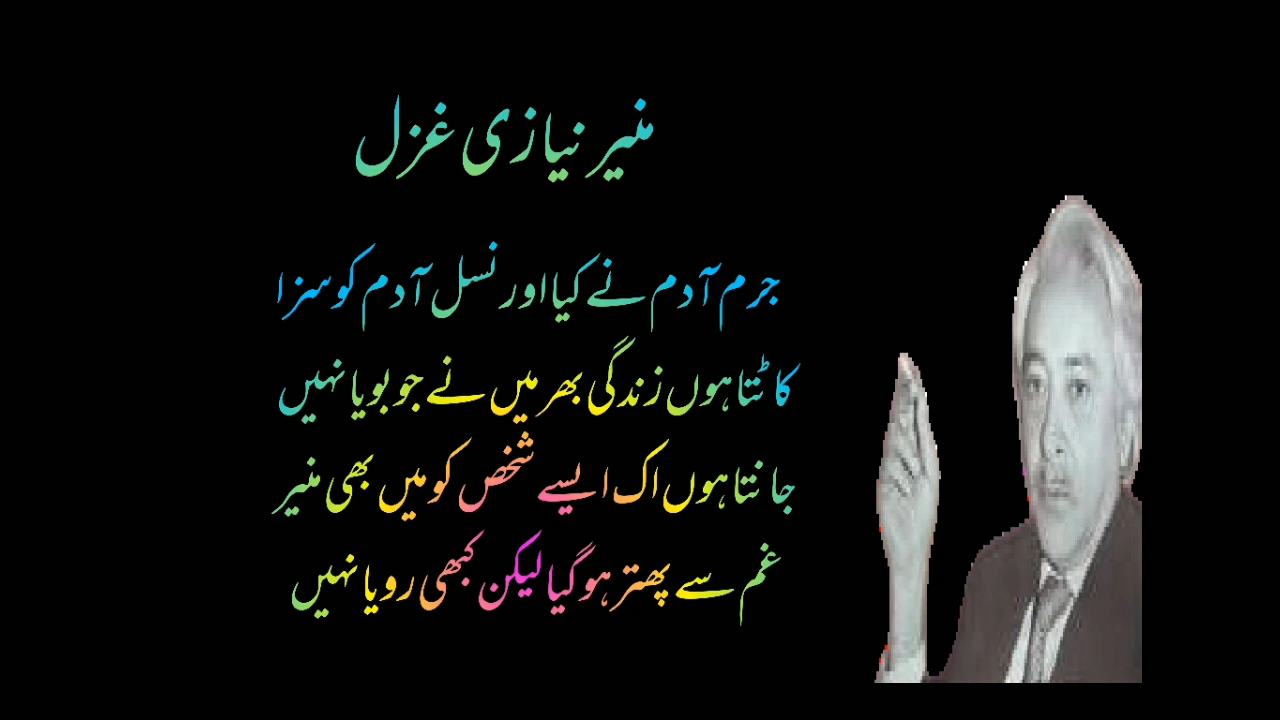 منیر نیازی غزل
جرم آدم نے کیا اور نسل آدم کو سزا
کاٹتا ہوں زندگی بھر میں نے جو بویا نہیں
جانتا ہوں اک ایسے شخص کو میں بھی منیر
غم سے پھتر ہو گیا لیکن کبھی رویا نہیں